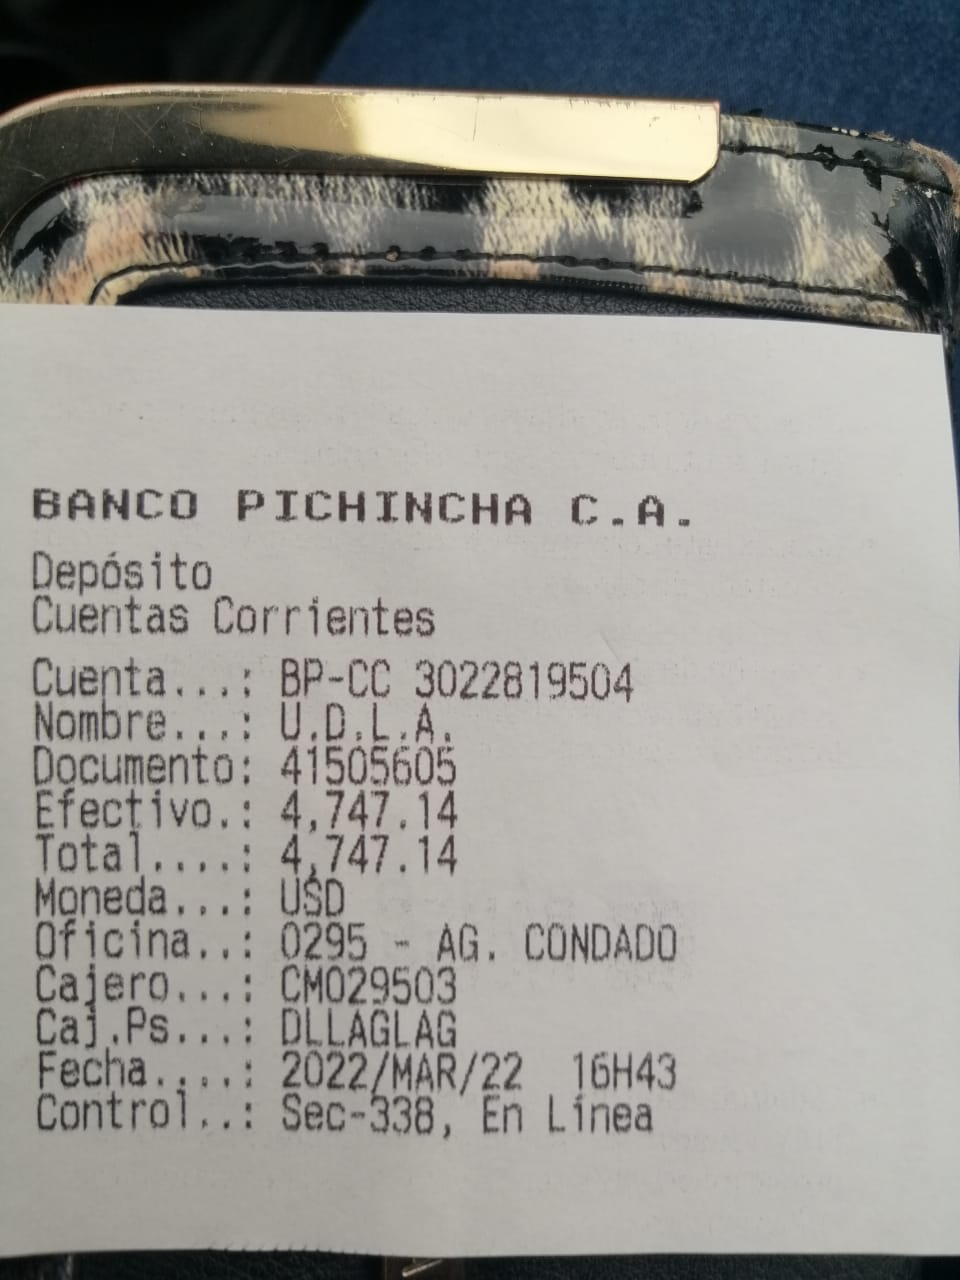 BANCO PICHINCHA C.A.
Depósito
Cuentas Corrientes
Cuenta...: BP-CC 3022819504
Nombre...: U.D.L.A.
Documento: 41505605
Efectivo.: 4,747.14
Total....: 4,747.14
Moneda...: USD
Oficina..: 0295 - AG. CONDADO
Cajero...: CM029503
Caj.Ps...: DLLAGLAG
Fecha....: 2022/MAR/22 16H43
Control..: Sec-338, En Línea